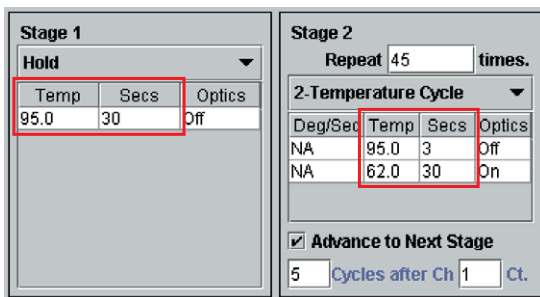 Stage 1
Hold
Temp Secs Optics
95.0 30 Off
Stage 2
Repeat 45 times.
2-Temperature Cycle
Deg/Sec Temp Secs Optics
NA 95.0 3 Off
NA 62.0 30 On
Advance to Next Stage
5 Cycles after Ch 1 Ct.